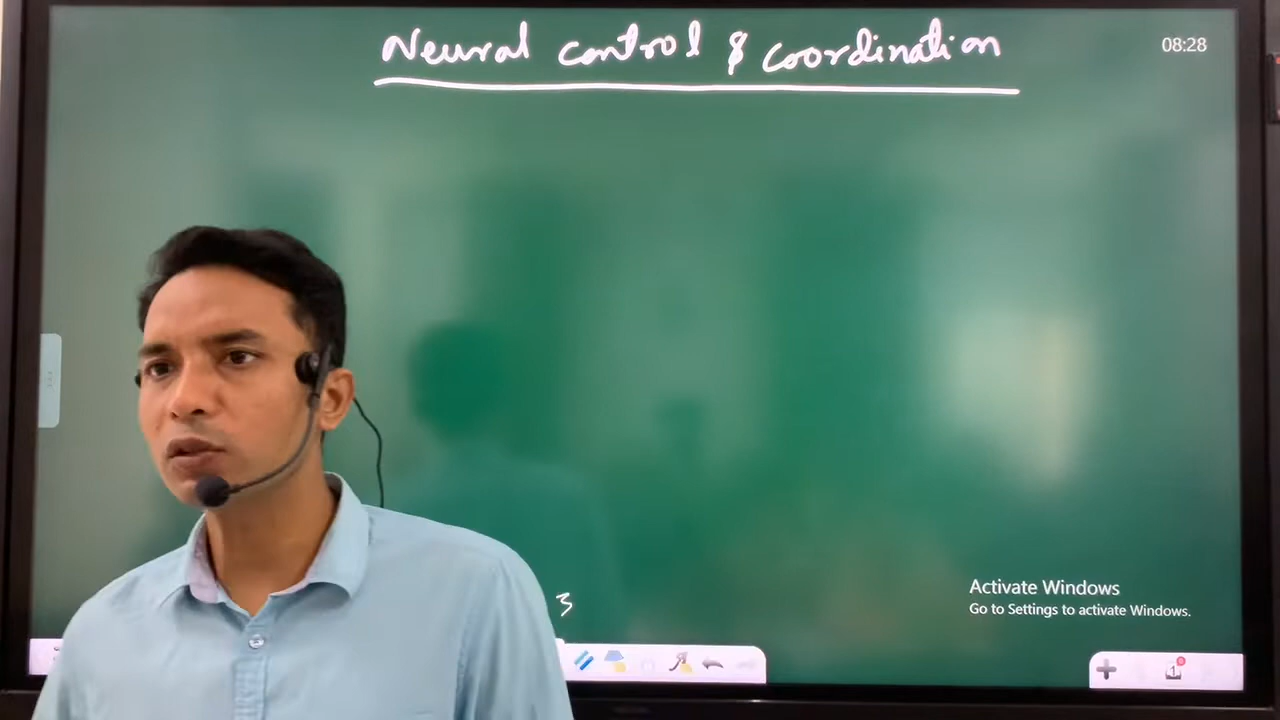 Neural control & coordination
08:28
Activate Windows
Go to Settings to activate Windows.
3